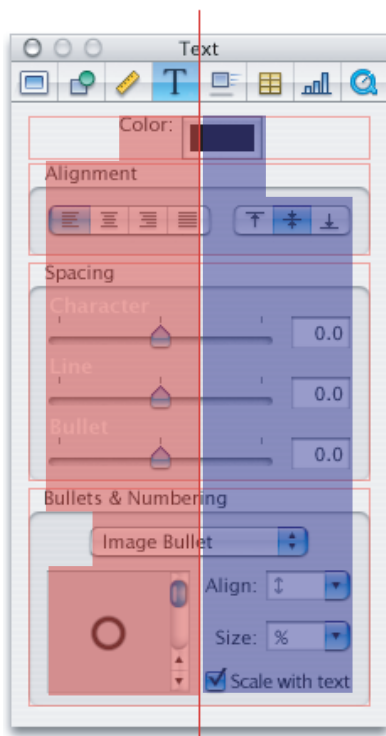 Text
T
Color:
Alignment
Spacing
Character
0.0
Line
0.0
Bullet
0.0
Bullets & Numbering
Image Bullet
Align:
Size: %
Scale with text